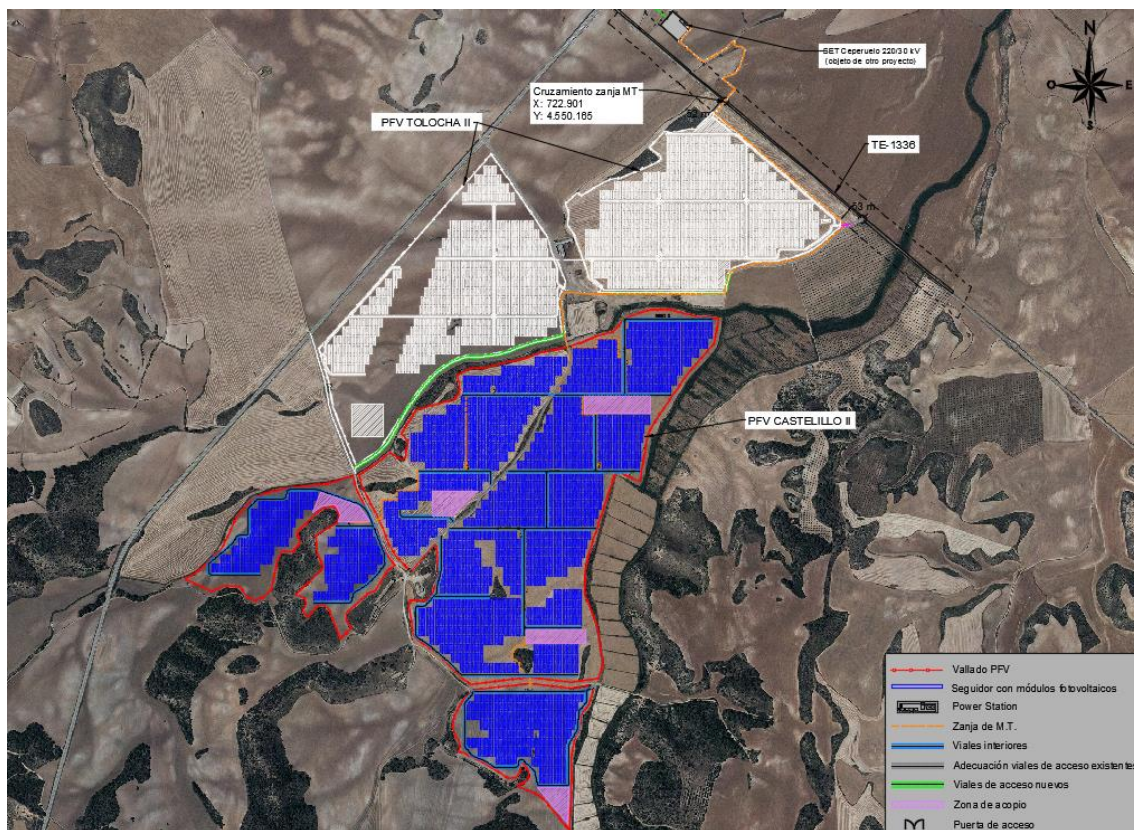 N
O
E
S
SET Ceperuelo 220/30 kV
(objeto de otro proyecto)
Cruzamiento zanja MT
X: 722.901
Y: 4.550.165
PFV TOLOCHA II
TE-1336
PFV CASTELILLO II
Vallado PFV
Seguidor con módulos fotovoltaicos
Power Station
Zanja de M.T.
Viales interiores
Adecuación viales de acceso existentes
Viales de acceso nuevos
Zona de acopio
Puerta de acceso